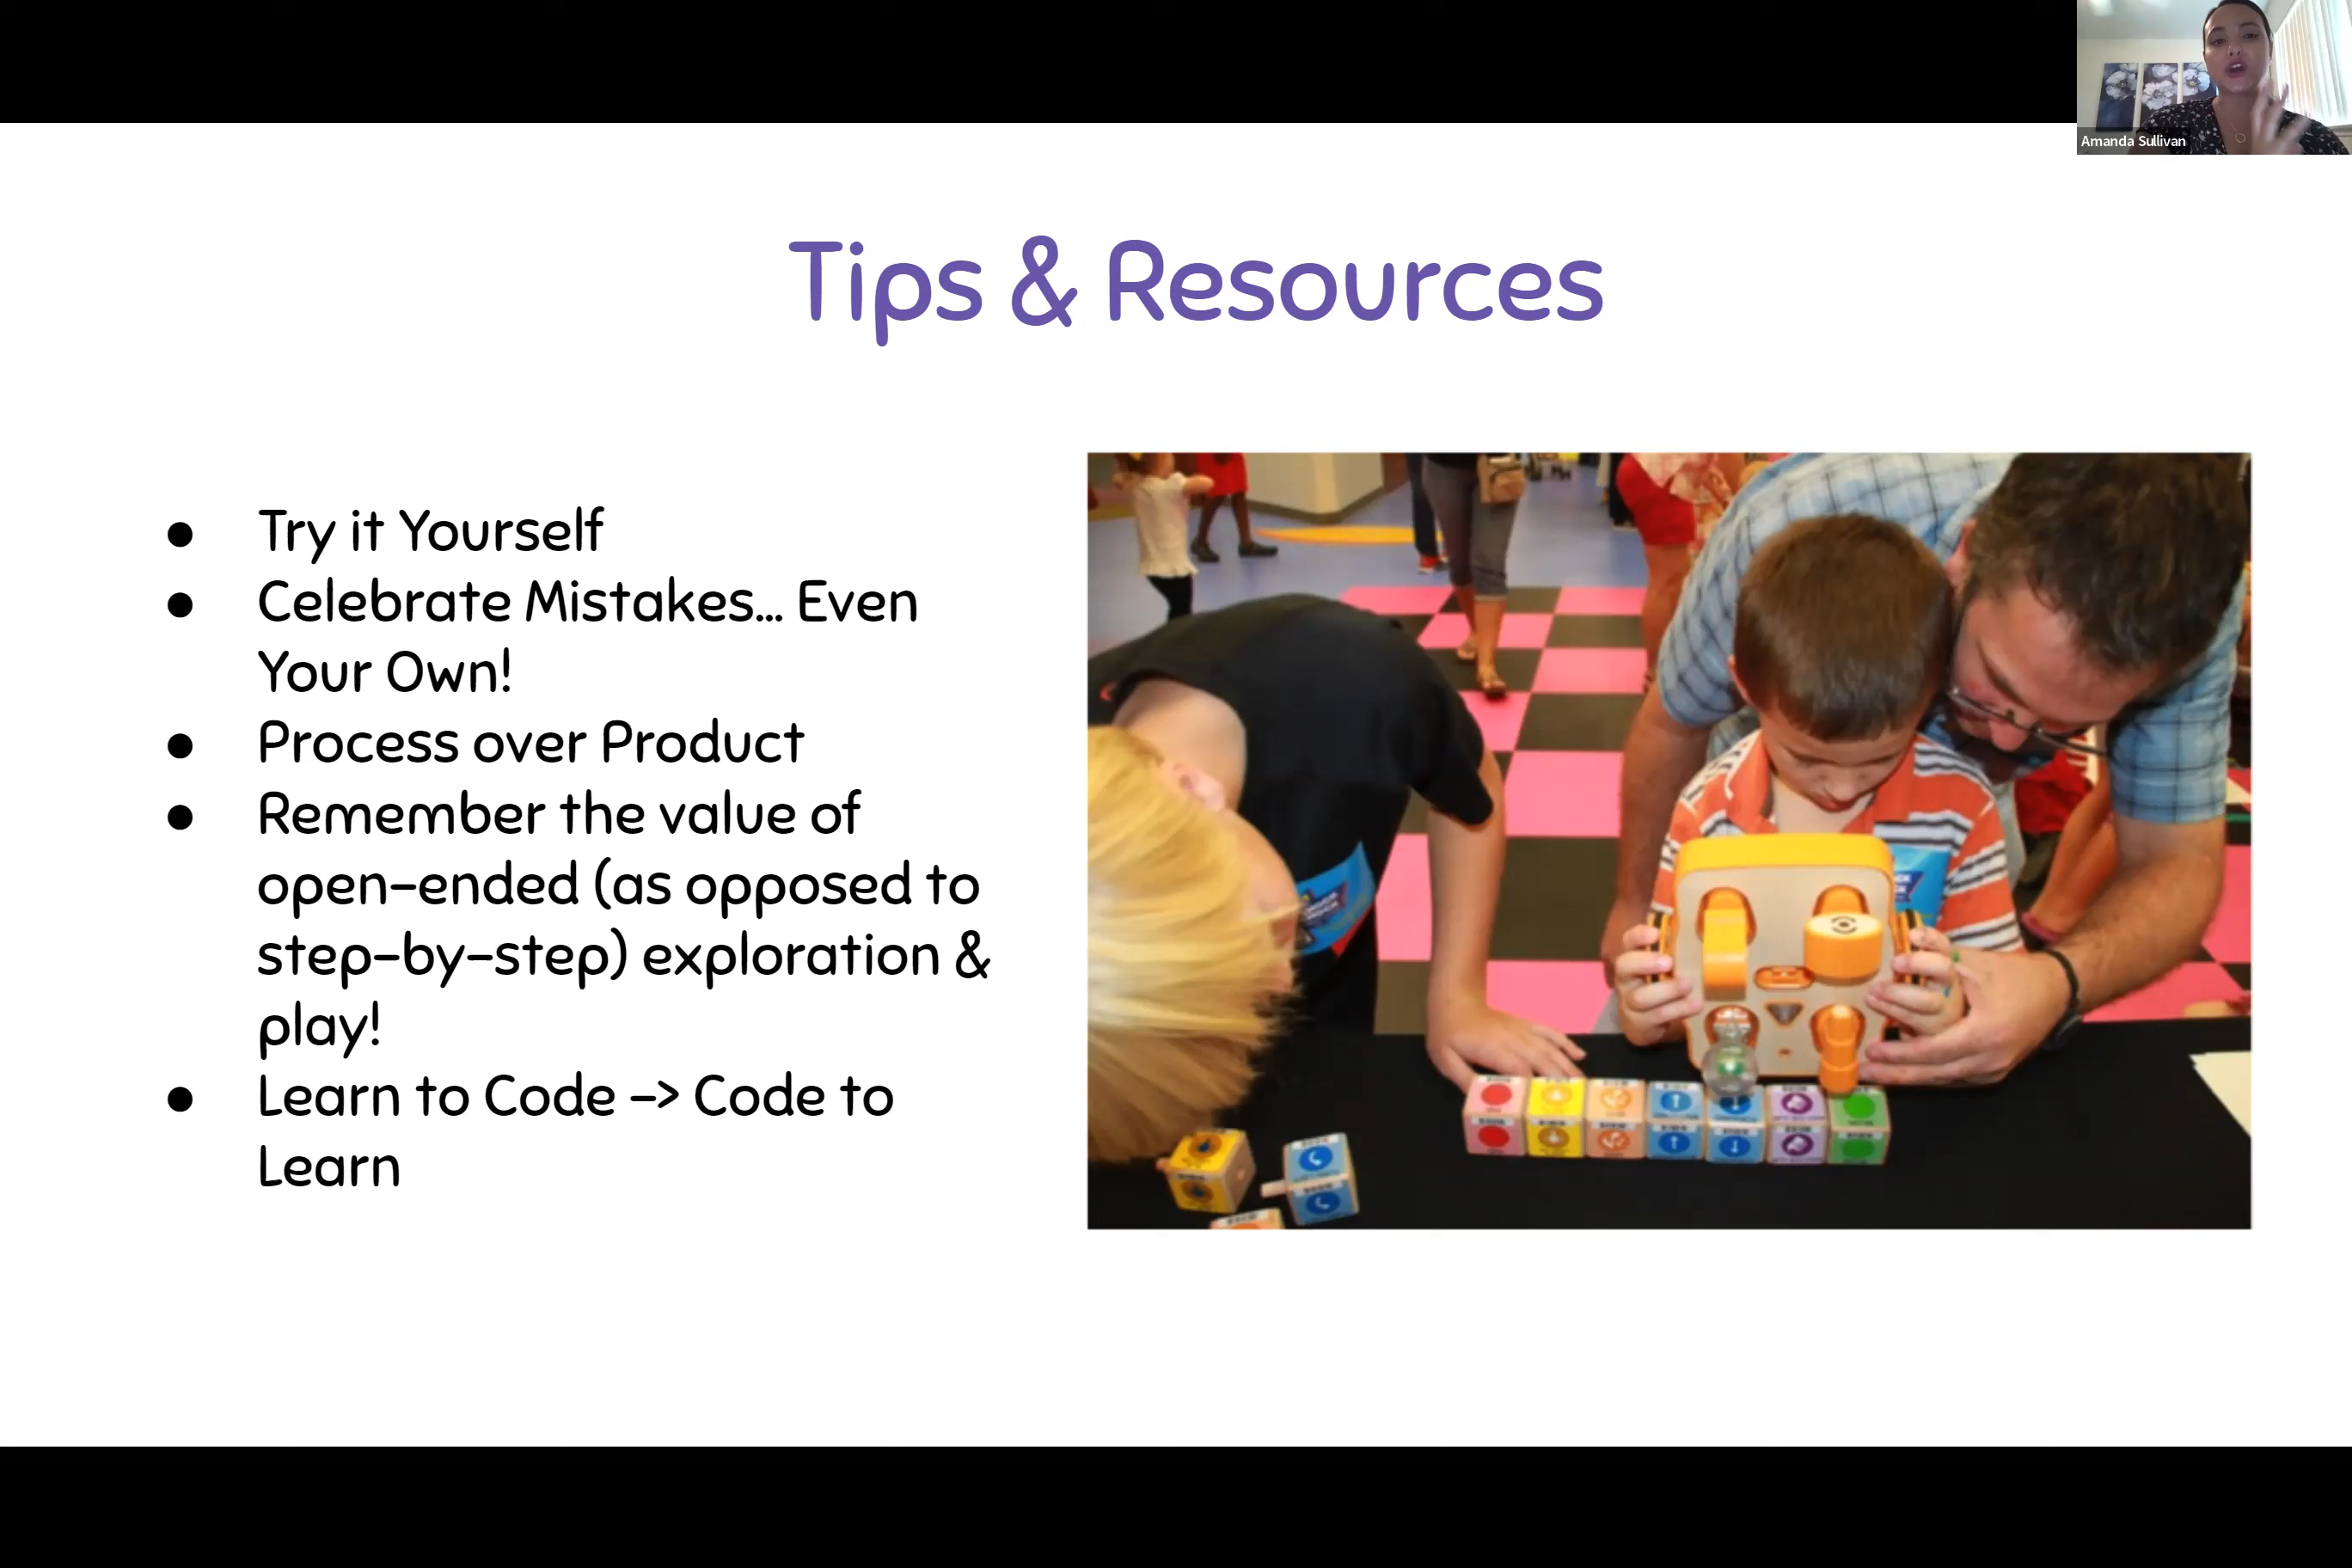 Amanda Sullivan
Tips & Resources
● Try it Yourself
● Celebrate Mistakes... Even
Your Own!
● Process over Product
● Remember the value of
open-ended (as opposed to
step-by-step) exploration &
play!
● Learn to Code -> Code to
Learn